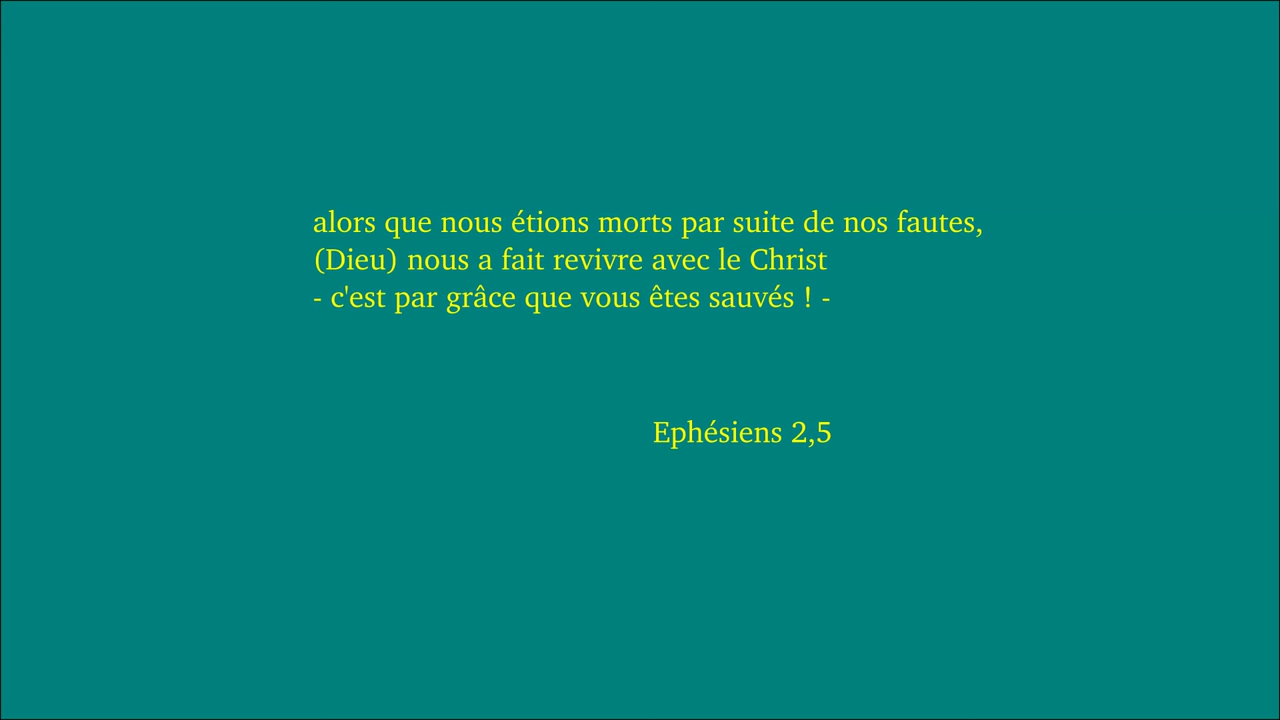 alors que nous étions morts par suite de nos fautes,
(Dieu) nous a fait revivre avec le Christ
- c'est par grâce que vous êtes sauvés ! -
Ephésiens 2,5